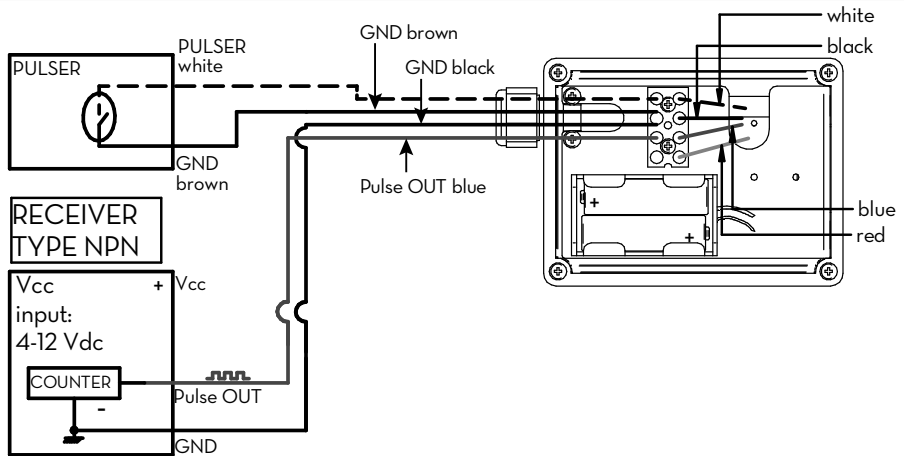 PULSER
PULSER
white
GND brown
GND black
white
black
GND
brown
Pulse OUT blue
blue
red
+
+
RECEIVER
TYPE NPN
Vcc
+
Vcc
input:
4-12 Vdc
COUNTER
-
Pulse OUT
GND